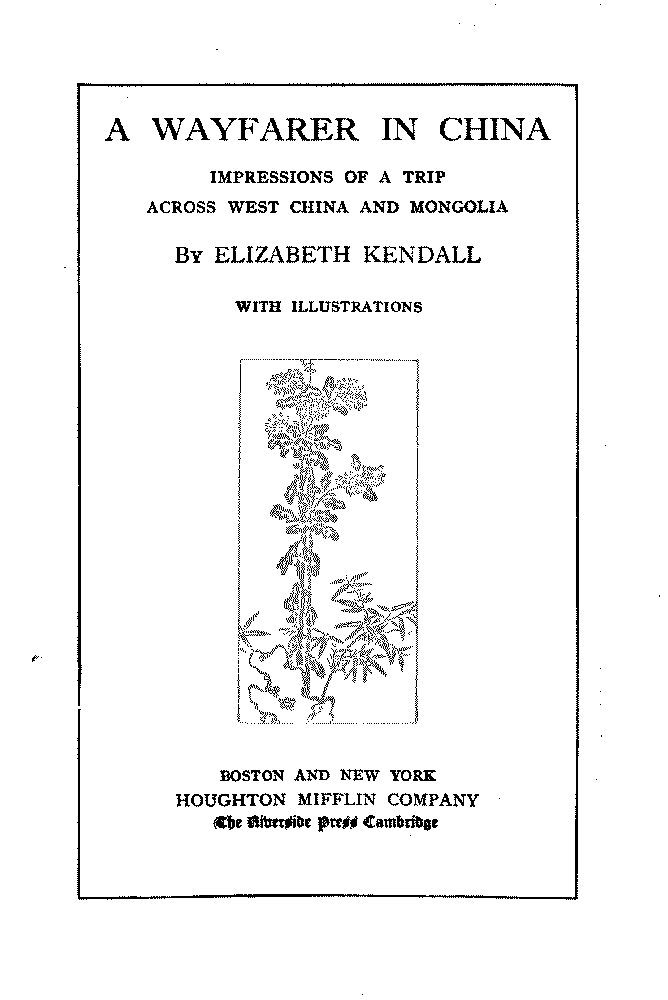 A WAYFARER IN CHINA
IMPRESSIONS OF A TRIP
ACROSS WEST CHINA AND MONGOLIA
By ELIZABETH KENDALL
WITH ILLUSTRATIONS
BOSTON AND NEW YORK
HOUGHTON MIFFLIN COMPANY
The Riverside Press Cambridge